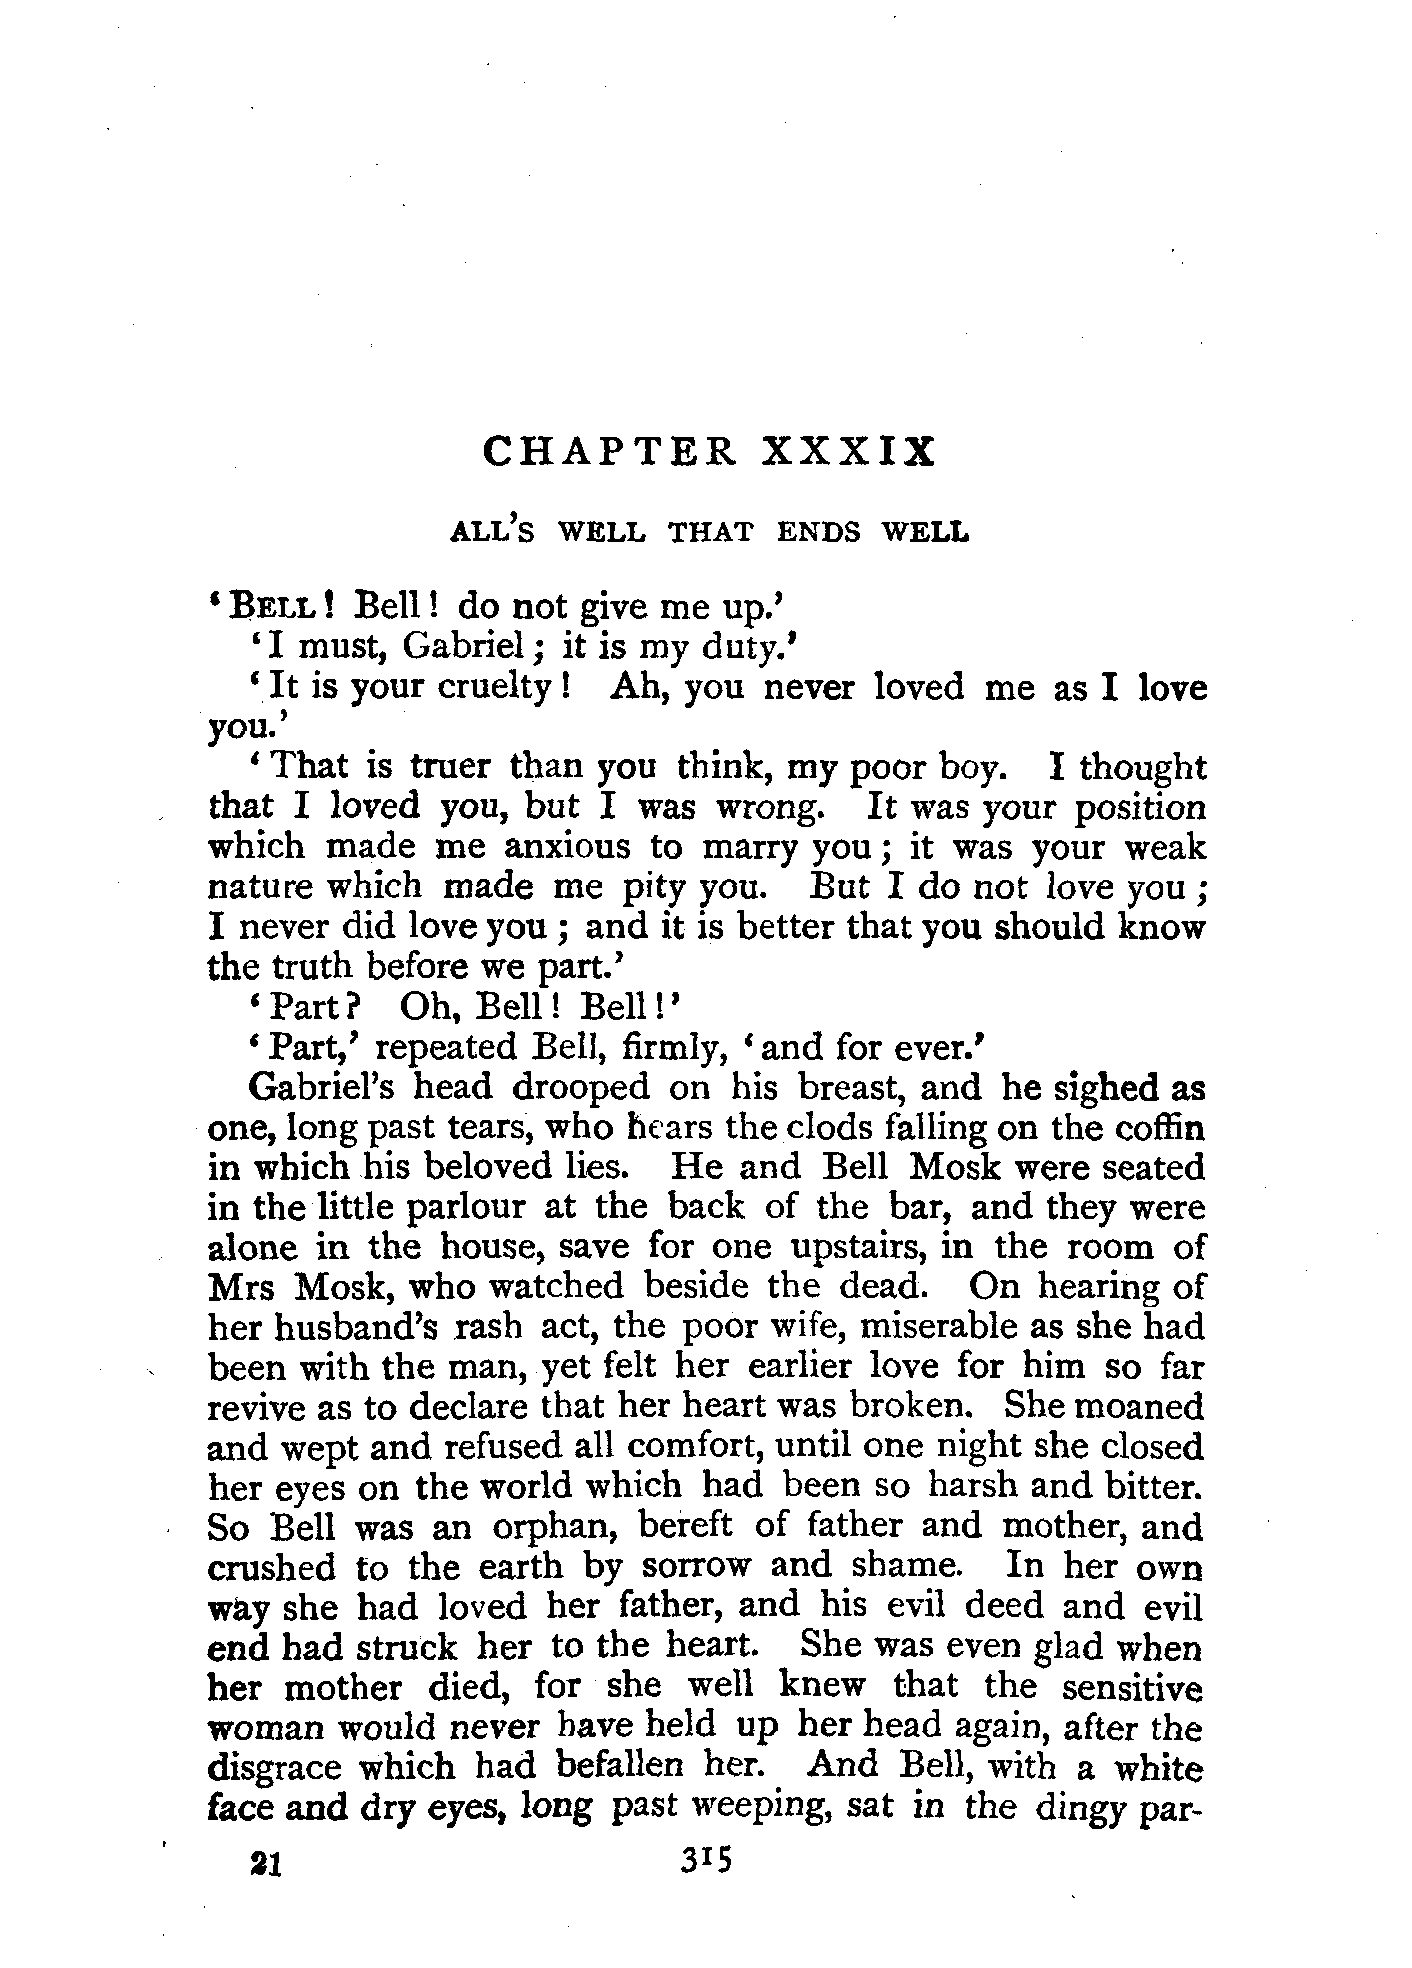 CHAPTER XXXIX
ALL'S WELL THAT ENDS WELL
‘BELL! Bell! do not give me up.’
‘I must, Gabriel; it is my duty.’
‘It is your cruelty! Ah, you never loved me as I love
you.’
‘That is truer than you think, my poor boy. I thought
that I loved you, but I was wrong. It was your position
which made me anxious to marry you; it was your weak
nature which made me pity you. But I do not love you;
I never did love you; and it is better that you should know
the truth before we part.’
‘Part? Oh, Bell! Bell!’
‘Part,’ repeated Bell, firmly, ‘and for ever.’
Gabriel's head drooped on his breast, and he sighed as
one, long past tears, who hears the clods falling on the coffin
in which his beloved lies. He and Bell Mosk were seated
in the little parlour at the back of the bar, and they were
alone in the house, save for one upstairs, in the room of
Mrs Mosk, who watched beside the dead. On hearing of
her husband's rash act, the poor wife, miserable as she had
been with the man, yet felt her earlier love for him so far
revive as to declare that her heart was broken. She moaned
and wept and refused all comfort, until one night she closed
her eyes on the world which had been so harsh and bitter.
So Bell was an orphan, bereft of father and mother, and
crushed to the earth by sorrow and shame. In her own
way she had loved her father, and his evil deed and evil
end had struck her to the heart. She was even glad when
her mother died, for she well knew that the sensitive
woman would never have held up her head again, after the
disgrace which had befallen her. And Bell, with a white
face and dry eyes, long past weeping, sat in the dingy par-
21 315